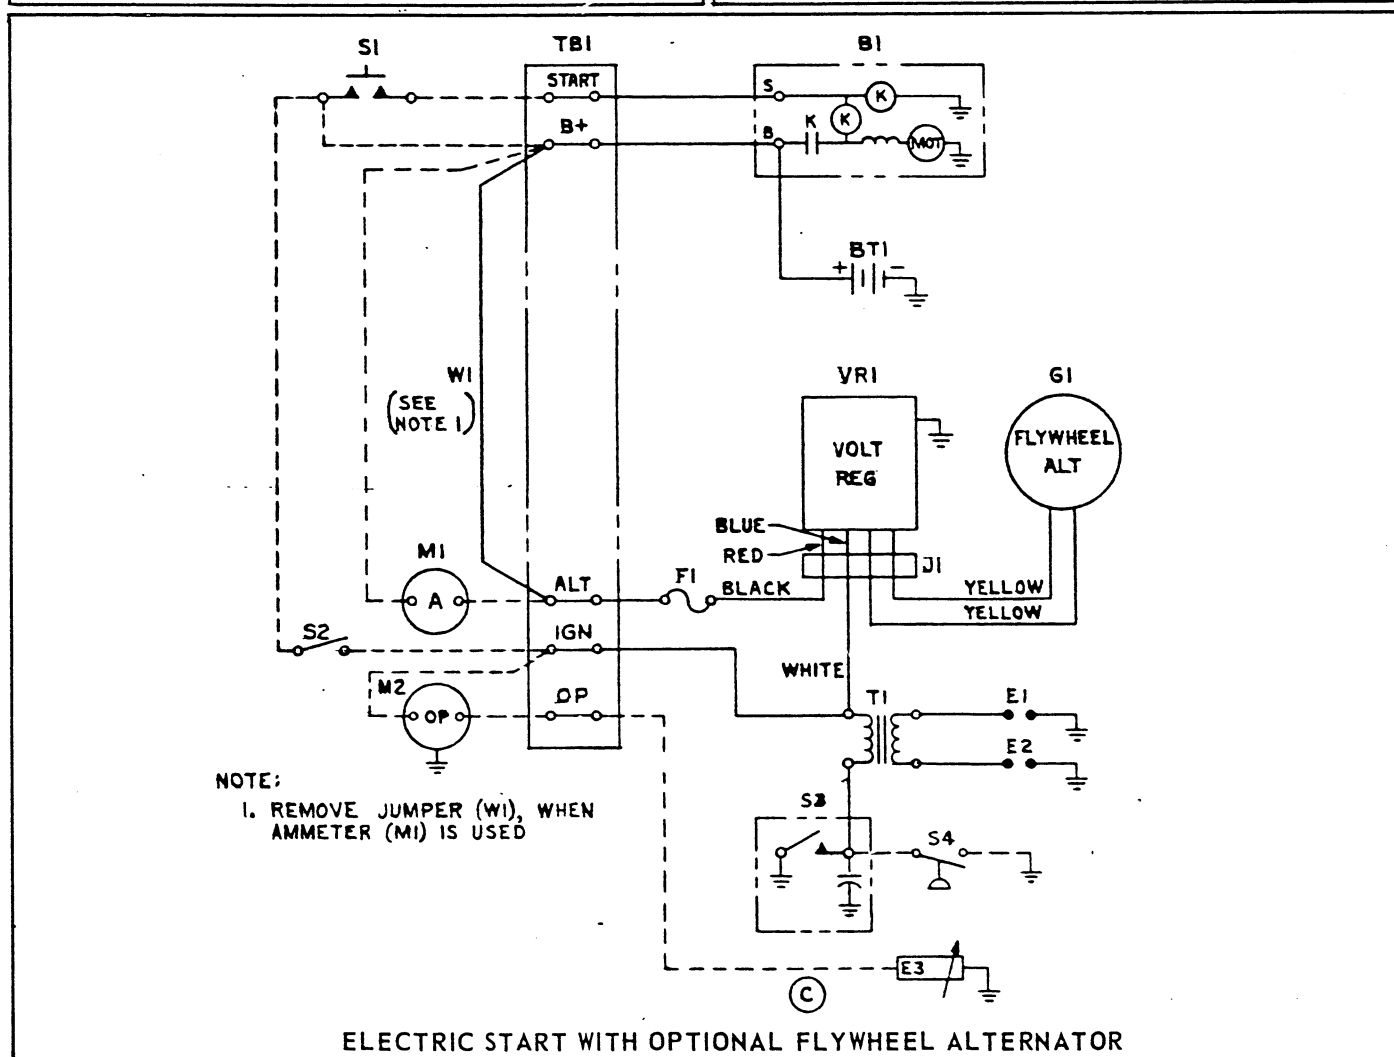 S1
TB1
B1
START
S
K
B+
K
K
B
MOT
BT1
+
-
W1
(SEE
NOTE 1)
VR1
G1
VOLT
REG
FLYWHEEL
ALT
BLUE
RED
J1
M1
A
ALT
F1
BLACK
YELLOW
YELLOW
S2
IGN
WHITE
M2
OP
OP
T1
E1
E2
NOTE:
1. REMOVE JUMPER (W1), WHEN
AMMETER (M1) IS USED
S3
S4
E3
C
ELECTRIC START WITH OPTIONAL FLYWHEEL ALTERNATOR